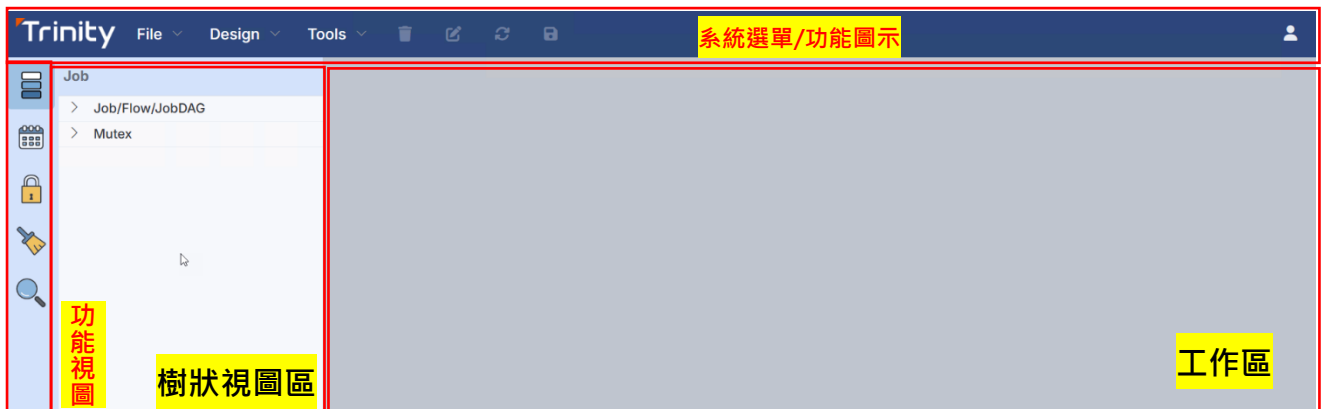 Trinity File Design Tools 系統選單/功能圖示
Job
Job/Flow/JobDAG
Mutex
功能視圖
樹狀視圖區
工作區